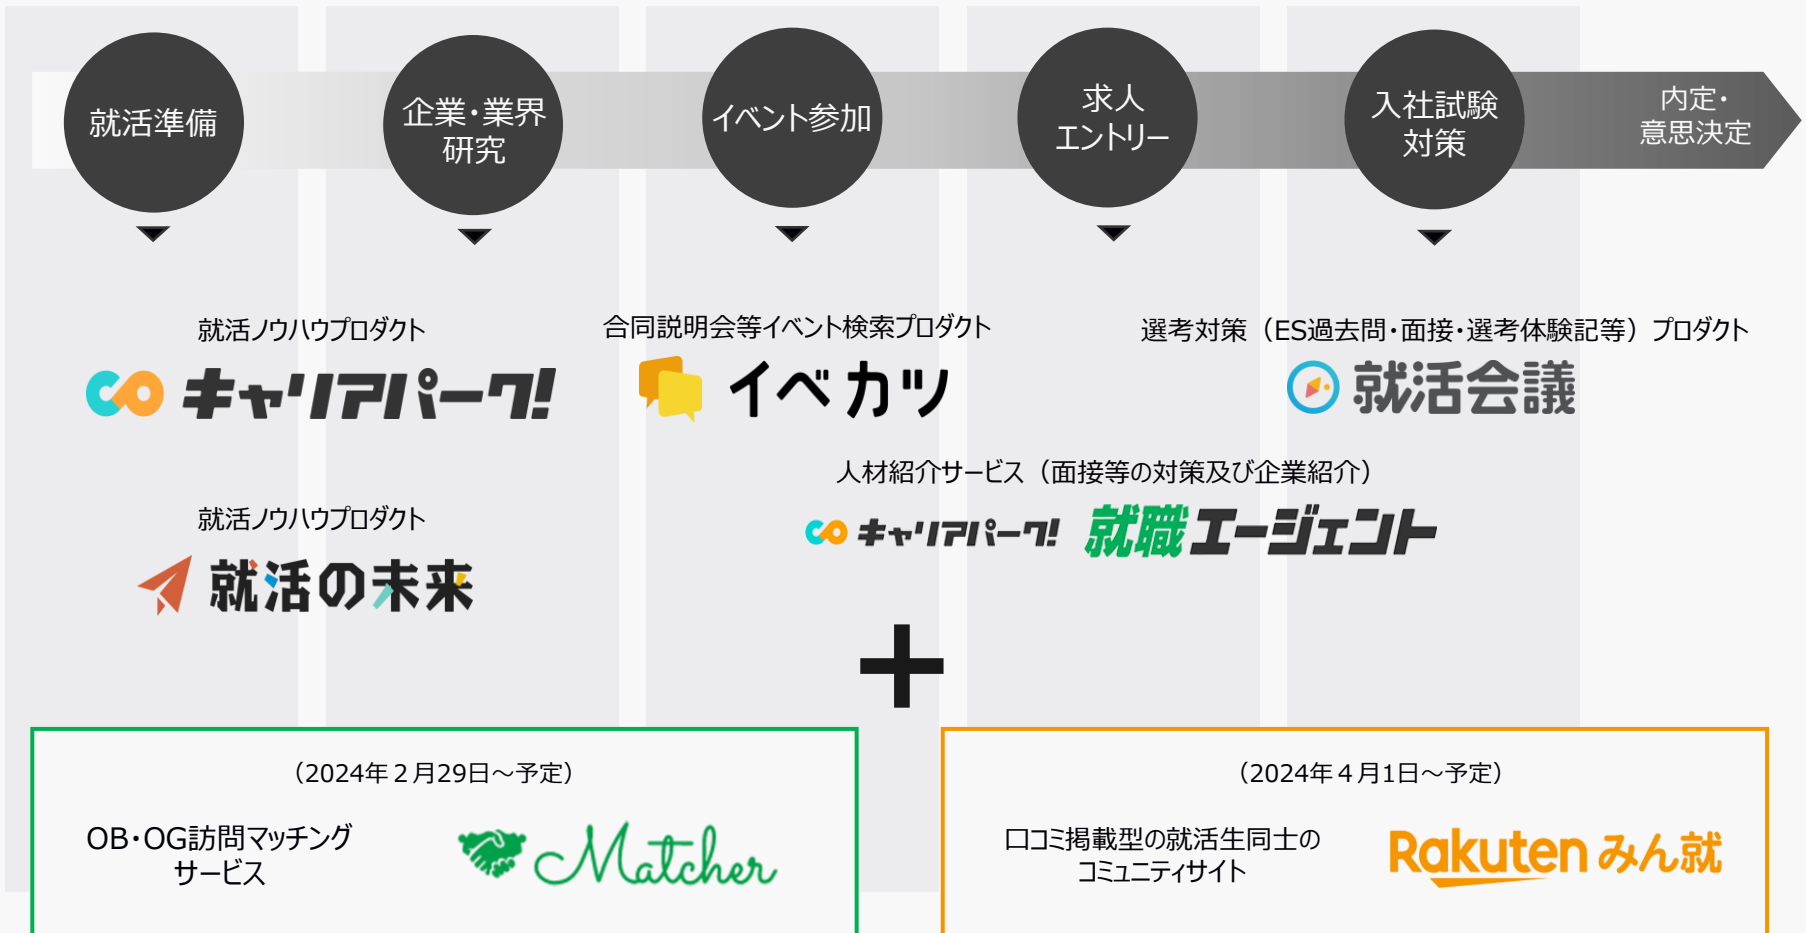 就活準備
企業・業界
研究
イベント参加
求人
エントリー
入社試験
対策
内定・
意思決定
就活ノウハウプロダクト
キャリアパーク!
合同説明会等イベント検索プロダクト
イベカツ
選考対策（ES過去問・面接・選考体験記等）プロダクト
就活会議
人材紹介サービス（面接等の対策及び企業紹介）
キャリアパーク! 就職エージェント
就活ノウハウプロダクト
就活の未来
（2024年２月29日～予定）
OB・OG訪問マッチング
サービス
Matcher
（2024年４月1日～予定）
口コミ掲載型の就活生同士の
コミュニティサイト
Rakuten みん就